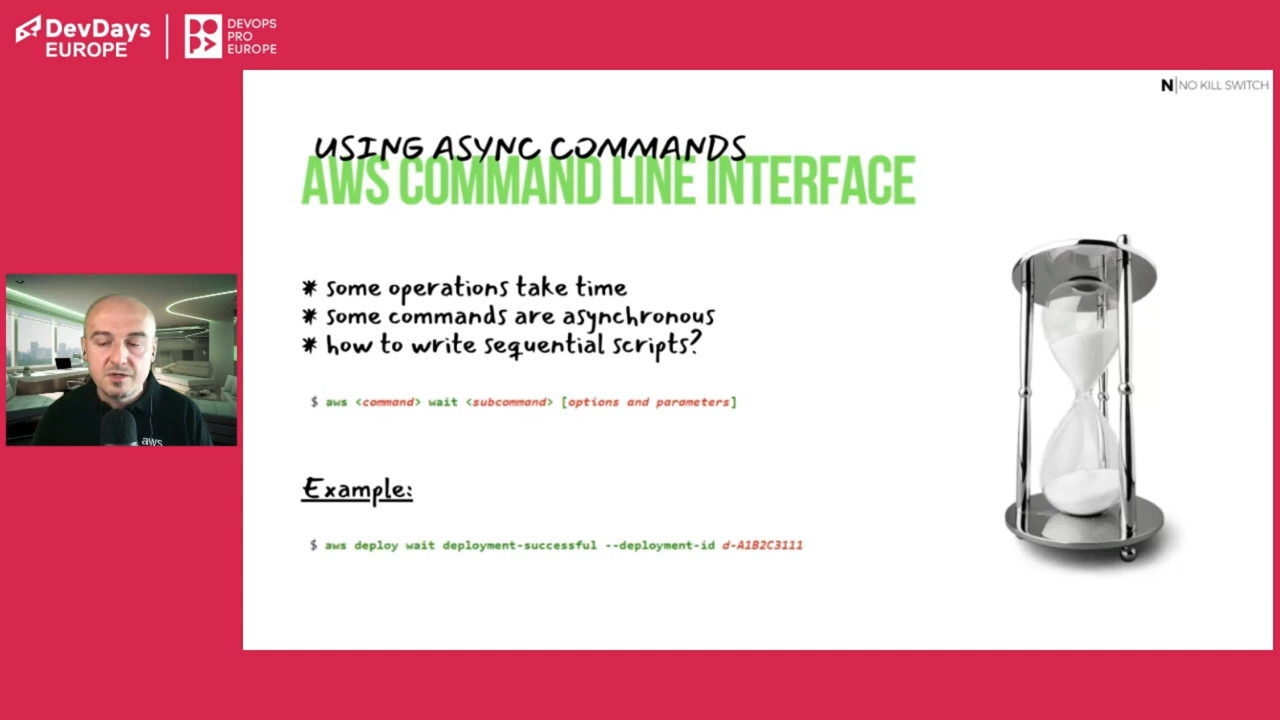 DevDays
EUROPE
DEVOPS
PRO
EUROPE
N|NO KILL SWITCH
USING ASYNC COMMANDS
AWS COMMAND LINE INTERFACE
* some operations take time
* some commands are asynchronous
* how to write sequential scripts?
$ aws <command> wait <subcommand> [options and parameters]
Example:
$ aws deploy wait deployment-successful --deployment-id d-A1B2C3111
aws